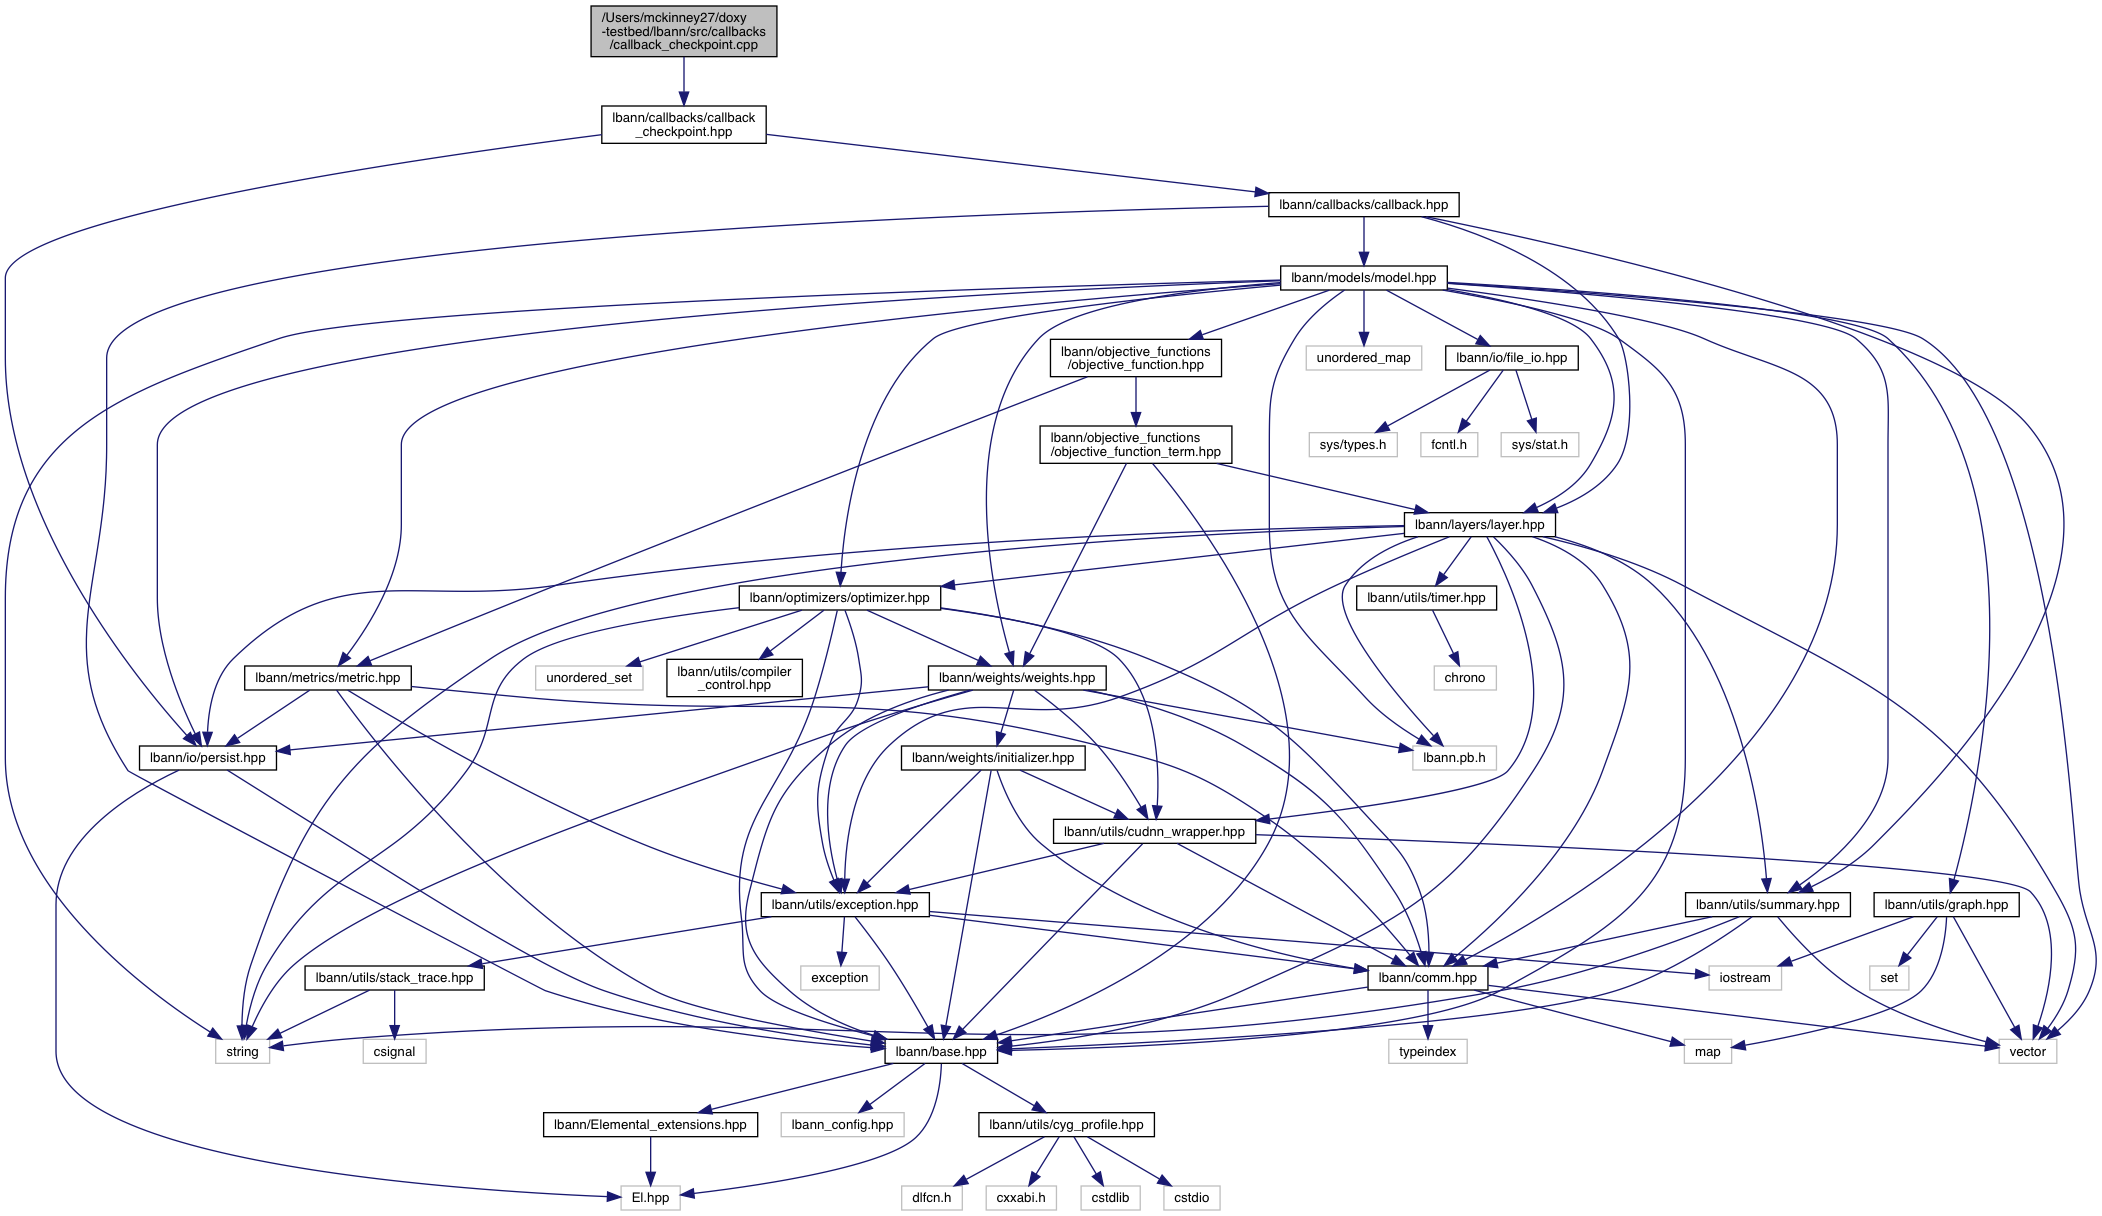 /Users/mckinney27/doxy
-testbed/lbann/src/callbacks
/callback_checkpoint.cpp
lbann/callbacks/callback
_checkpoint.hpp
lbann/callbacks/callback.hpp
lbann/models/model.hpp
lbann/objective_functions
/objective_function.hpp
unordered_map
lbann/io/file_io.hpp
lbann/objective_functions
/objective_function_term.hpp
sys/types.h
fcntl.h
sys/stat.h
lbann/layers/layer.hpp
lbann/optimizers/optimizer.hpp
lbann/utils/timer.hpp
lbann/metrics/metric.hpp
unordered_set
lbann/utils/compiler
_control.hpp
lbann/weights/weights.hpp
chrono
lbann/io/persist.hpp
lbann/weights/initializer.hpp
lbann.pb.h
lbann/utils/cudnn_wrapper.hpp
lbann/utils/exception.hpp
lbann/utils/summary.hpp
lbann/utils/graph.hpp
lbann/utils/stack_trace.hpp
exception
lbann/comm.hpp
iostream
set
string
csignal
lbann/base.hpp
typeindex
map
vector
lbann/Elemental_extensions.hpp
lbann_config.hpp
lbann/utils/cyg_profile.hpp
El.hpp
dlfcn.h
cxxabi.h
cstdlib
cstdio